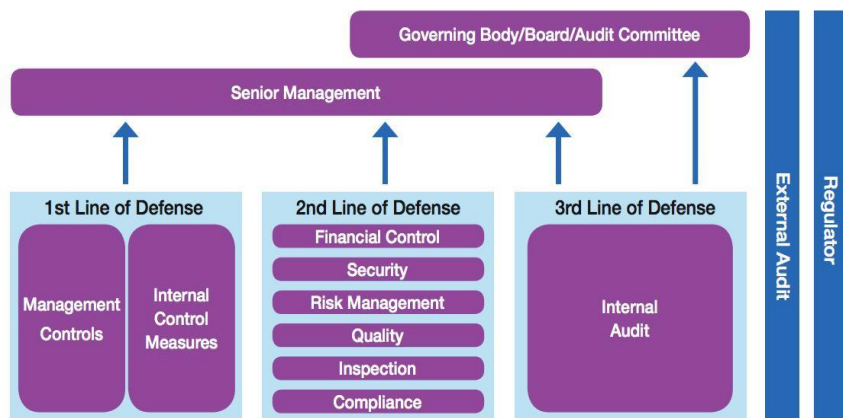 Governing Body/Board/Audit Committee
Senior Management
1st Line of Defense
Management
Controls
Internal
Control
Measures
2nd Line of Defense
Financial Control
Security
Risk Management
Quality
Inspection
Compliance
3rd Line of Defense
Internal
Audit
External Audit
Regulator